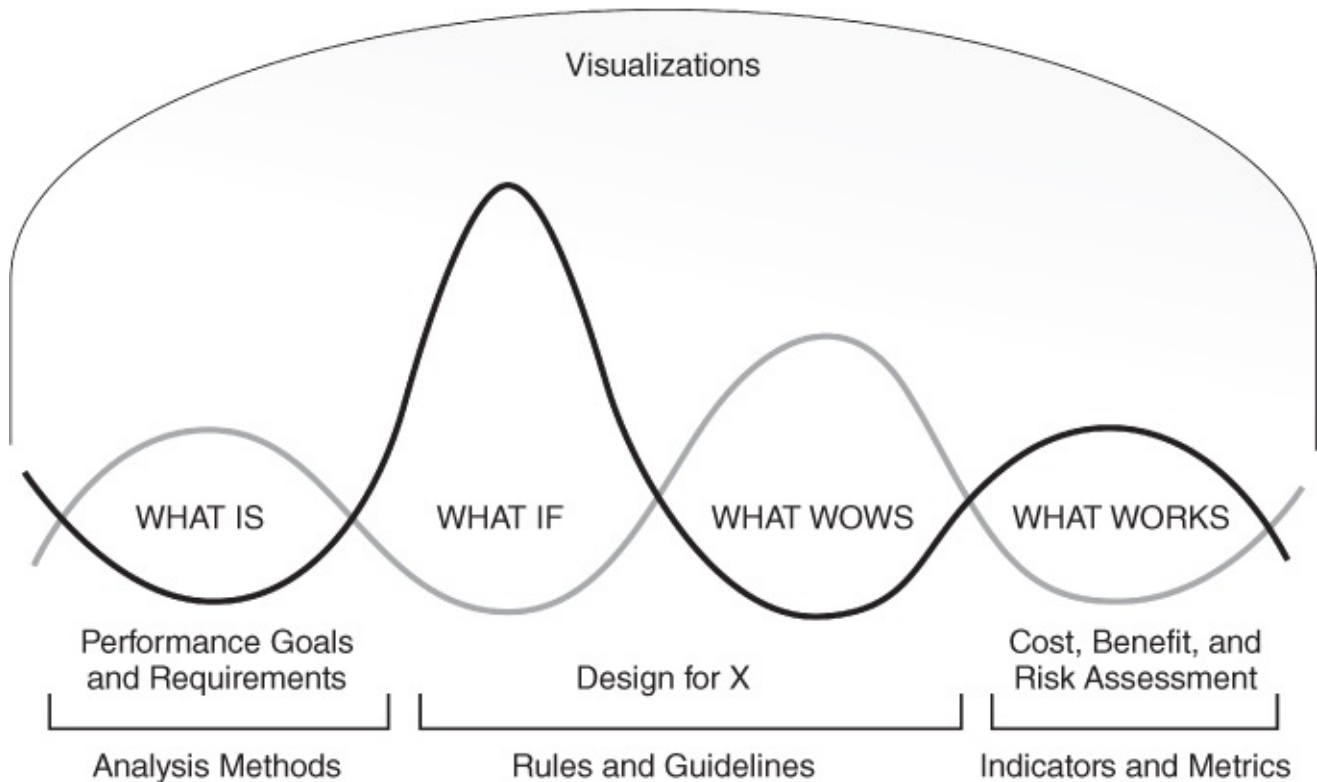 Visualizations
WHAT IS
WHAT IF
WHAT WOWS
WHAT WORKS
Performance Goals
and Requirements
Design for X
Cost, Benefit, and
Risk Assessment
Analysis Methods
Rules and Guidelines
Indicators and Metrics